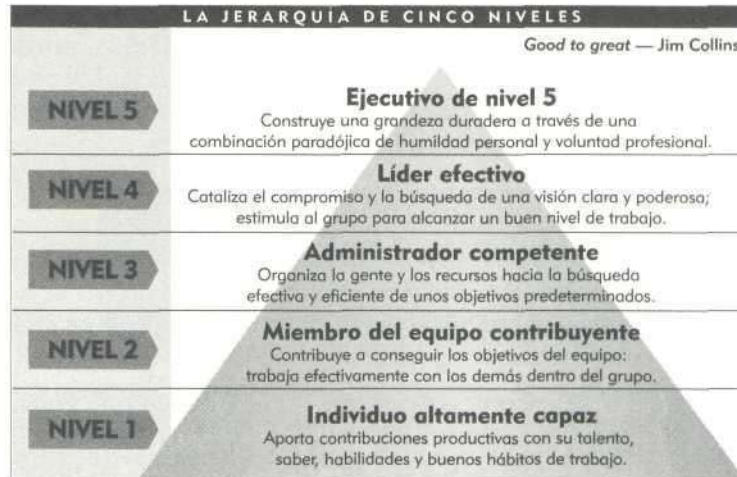 LA JERARQUÍA DE CINCO NIVELES
Good to great — Jim Collins
NIVEL 5
Ejecutivo de nivel 5
Construye una grandeza duradera a través de una
combinación paradójica de humildad personal y voluntad profesional.
NIVEL 4
Líder efectivo
Cataliza el compromiso y la búsqueda de una visión clara y poderosa;
estimula al grupo para alcanzar un buen nivel de trabajo.
NIVEL 3
Administrador competente
Organiza la gente y los recursos hacia la búsqueda
efectiva y eficiente de unos objetivos predeterminados.
NIVEL 2
Miembro del equipo contribuyente
Contribuye a conseguir los objetivos del equipo:
trabaja efectivamente con los demás dentro del grupo.
NIVEL 1
Individuo altamente capaz
Aporta contribuciones productivas con su talento,
saber, habilidades y buenos hábitos de trabajo.